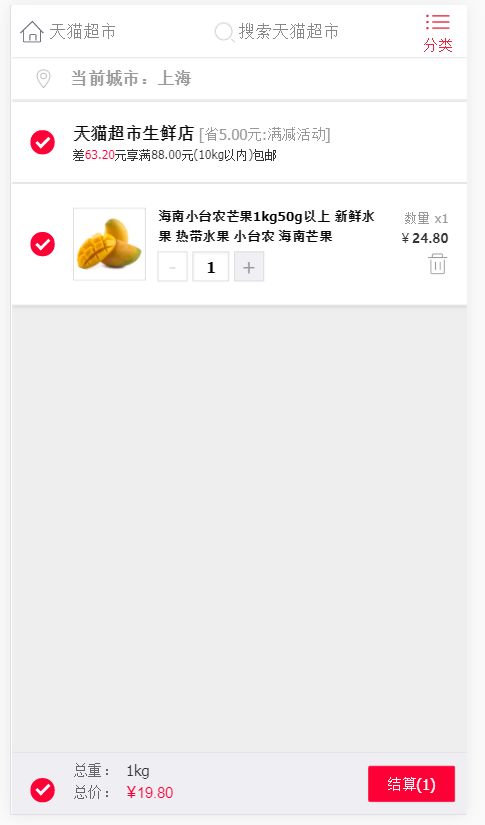 天猫超市 搜索天猫超市 分类
当前城市：上海
天猫超市生鲜店 [省5.00元:满减活动]
差63.20元享满88.00元(10kg以内)包邮
海南小台农芒果1kg50g以上 新鲜水 数量 x1
果 热带水果 小台农 海南芒果 ¥ 24.80
- 1 +
总重： 1kg
总价： ¥19.80 结算(1)